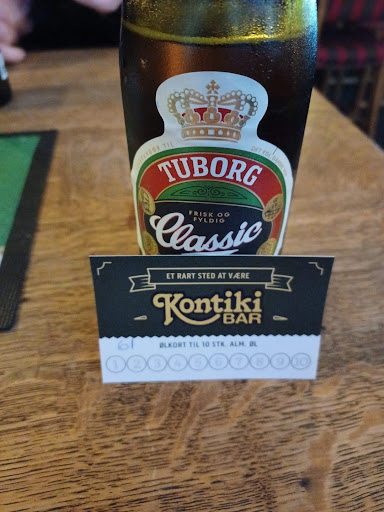 TUBORG
FRISK OG
FYLDIG
Classic
ET RART STED AT VÆRE
Kontiki
BAR
61
ØLKORT TIL 10 STK. ALM. ØL
1 2 3 4 5 6 7 8 9 10